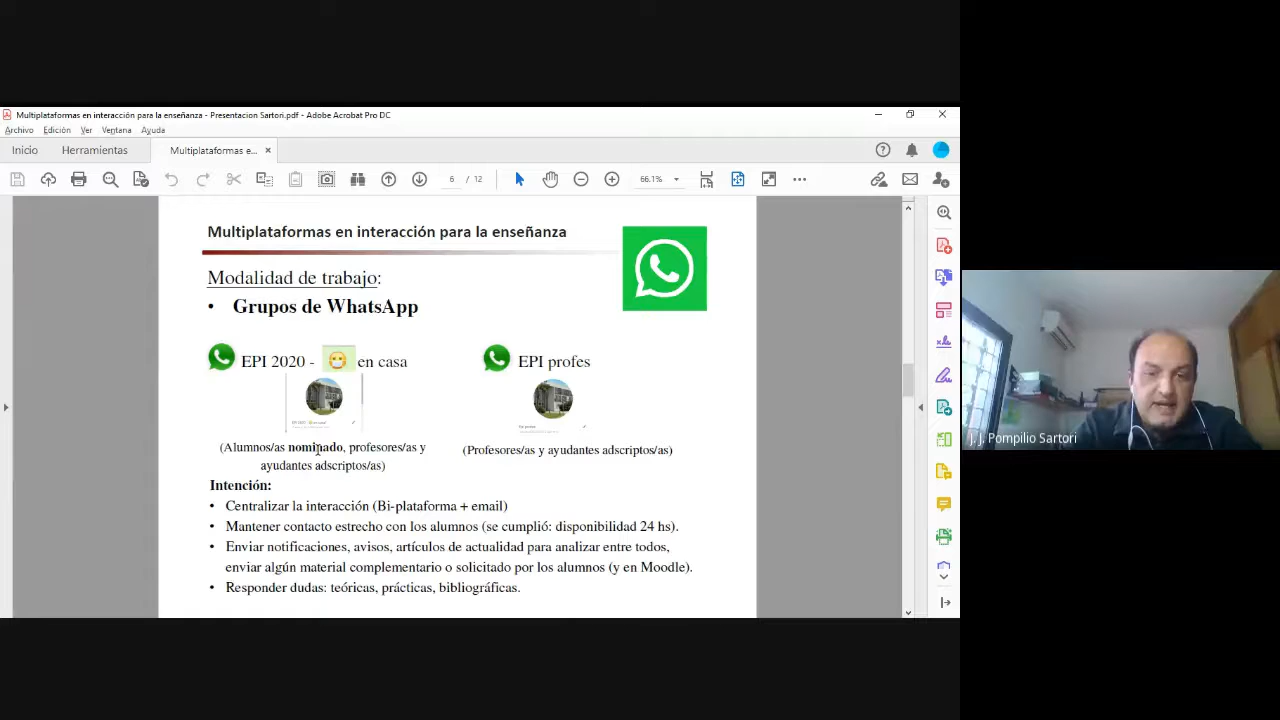 Multiplataformas en interacción para la enseñanza - Presentacion Sartori.pdf - Adobe Acrobat Pro DC
Archivo Edición Ver Ventana Ayuda
Inicio Herramientas Multiplataformas e... ×
6 / 12 66.1%
Multiplataformas en interacción para la enseñanza
Modalidad de trabajo:
• Grupos de WhatsApp
EPI 2020 - 😷 en casa
EPI profes
(Alumnos/as nominado, profesores/as y
ayudantes adscriptos/as)
(Profesores/as y ayudantes adscriptos/as)
Intención:
• Centralizar la interacción (Bi-plataforma + email)
• Mantener contacto estrecho con los alumnos (se cumplió: disponibilidad 24 hs).
• Enviar notificaciones, avisos, artículos de actualidad para analizar entre todos,
enviar algún material complementario o solicitado por los alumnos (y en Moodle).
• Responder dudas: teóricas, prácticas, bibliográficas.
J. J. Pompilio Sartori